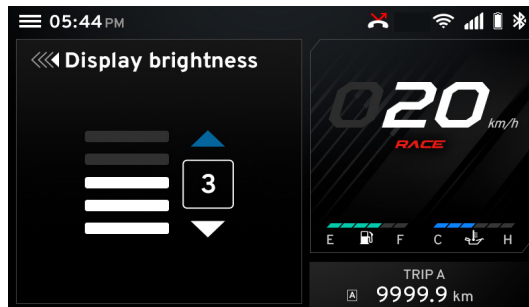 05:44 PM
Display brightness
3
020 km/h
RACE
E F C H
TRIP A
A 9999.9 km